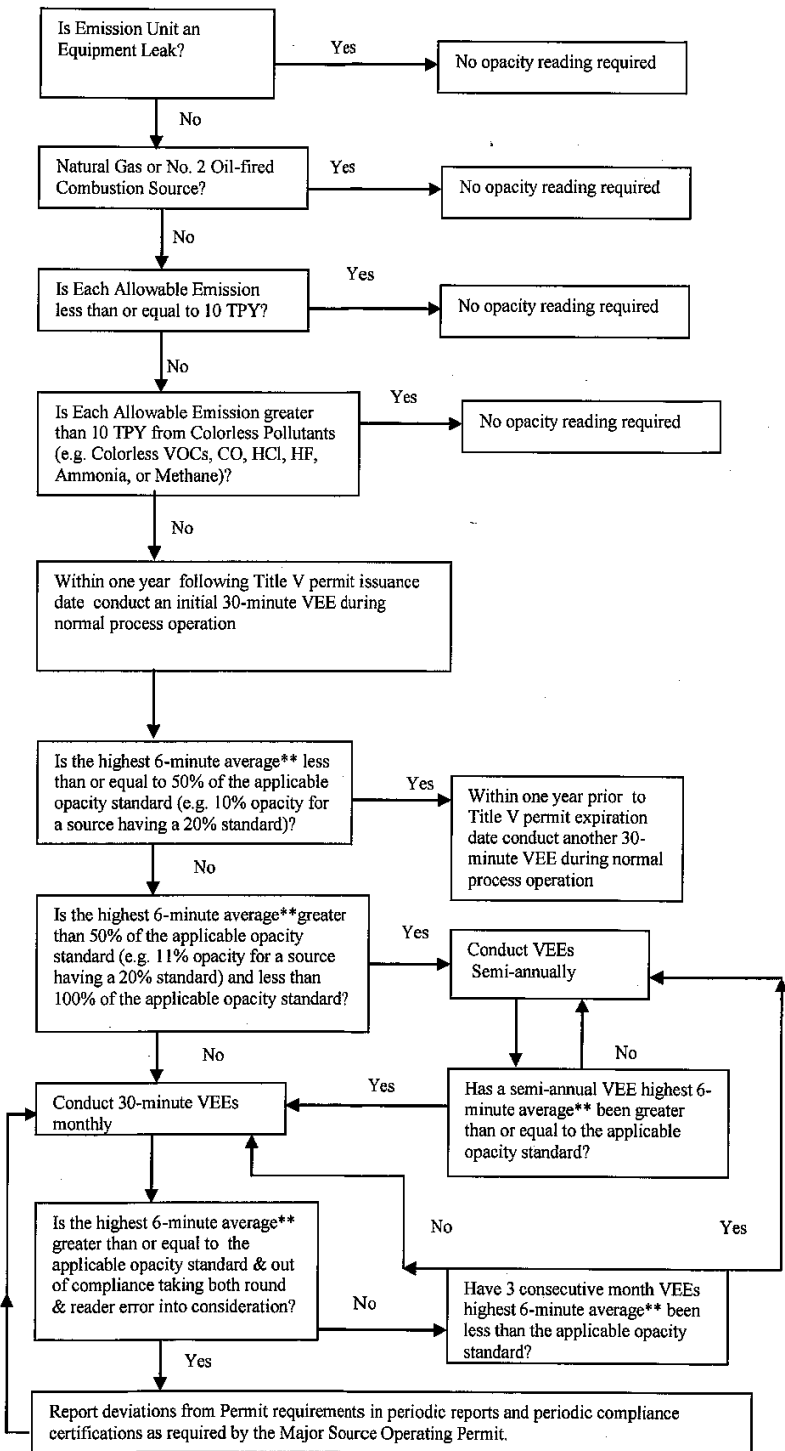 Is Emission Unit an
Equipment Leak?
Yes
No opacity reading required
No
Natural Gas or No. 2 Oil-fired
Combustion Source?
Yes
No opacity reading required
No
Is Each Allowable Emission
less than or equal to 10 TPY?
Yes
No opacity reading required
No
Is Each Allowable Emission greater
than 10 TPY from Colorless Pollutants
(e.g. Colorless VOCs, CO, HCl, HF,
Ammonia, or Methane)?
Yes
No opacity reading required
No
Within one year following Title V permit issuance
date conduct an initial 30-minute VEE during
normal process operation
Is the highest 6-minute average** less
than or equal to 50% of the applicable
opacity standard (e.g. 10% opacity for
a source having a 20% standard)?
Yes
Within one year prior to
Title V permit expiration
date conduct another 30-
minute VEE during normal
process operation
No
Is the highest 6-minute average**greater
than 50% of the applicable opacity
standard (e.g. 11% opacity for a source
having a 20% standard) and less than
100% of the applicable opacity standard?
Yes
Conduct VEEs
Semi-annually
No
No
Has a semi-annual VEE highest 6-
minute average** been greater
than or equal to the applicable
opacity standard?
Yes
Conduct 30-minute VEEs
monthly
Is the highest 6-minute average**
greater than or equal to the
applicable opacity standard & out
of compliance taking both round
& reader error into consideration?
No
Yes
No
Have 3 consecutive month VEEs
highest 6-minute average** been
less than the applicable opacity
standard?
Yes
Report deviations from Permit requirements in periodic reports and periodic compliance
certifications as required by the Major Source Operating Permit.